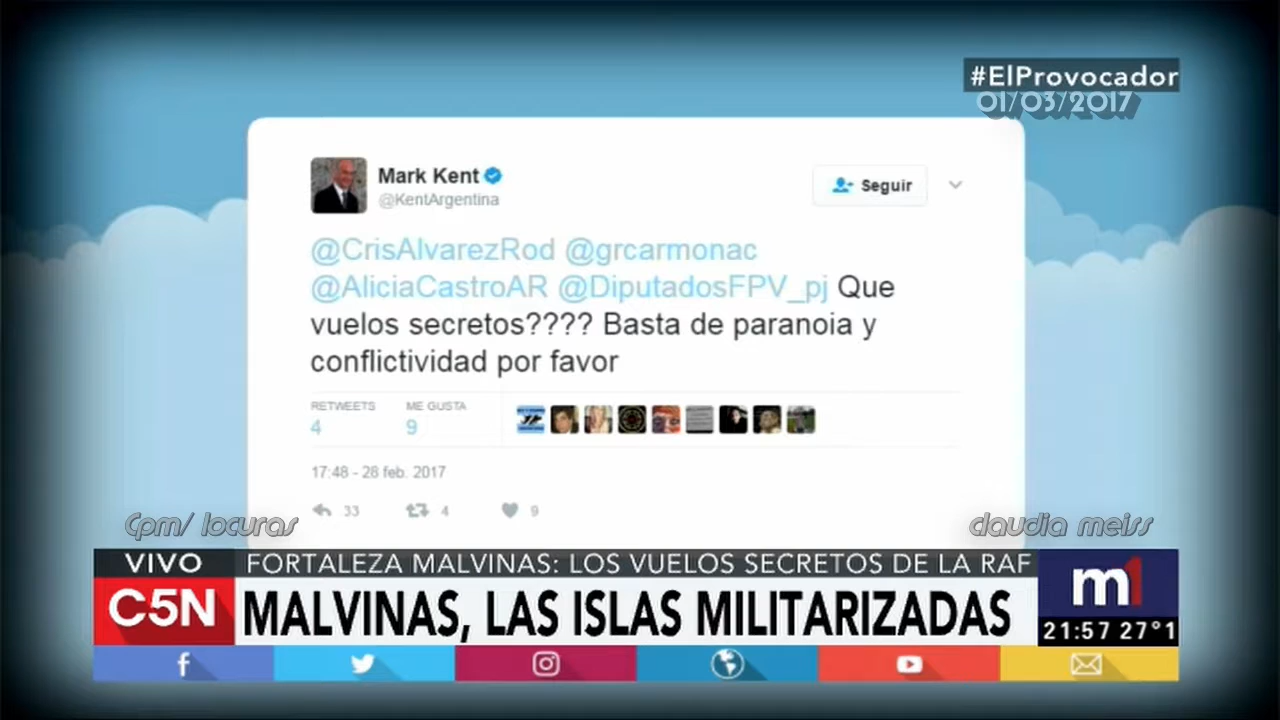 #ElProvocador
01/03/2017
Mark Kent
@KentArgentina
Seguir
@CrisAlvarezRod @grcarmonac
@AliciaCastroAR @DiputadosFPV_pj Que
vuelos secretos???? Basta de paranoia y
conflictividad por favor
RETWEETS
ME GUSTA
4
9
17:48 - 28 feb. 2017
33
4
9
Cpm/ locuras
claudia meiss
VIVO
FORTALEZA MALVINAS: LOS VUELOS SECRETOS DE LA RAF
C5N
MALVINAS, LAS ISLAS MILITARIZADAS
m1
21:57 27°1